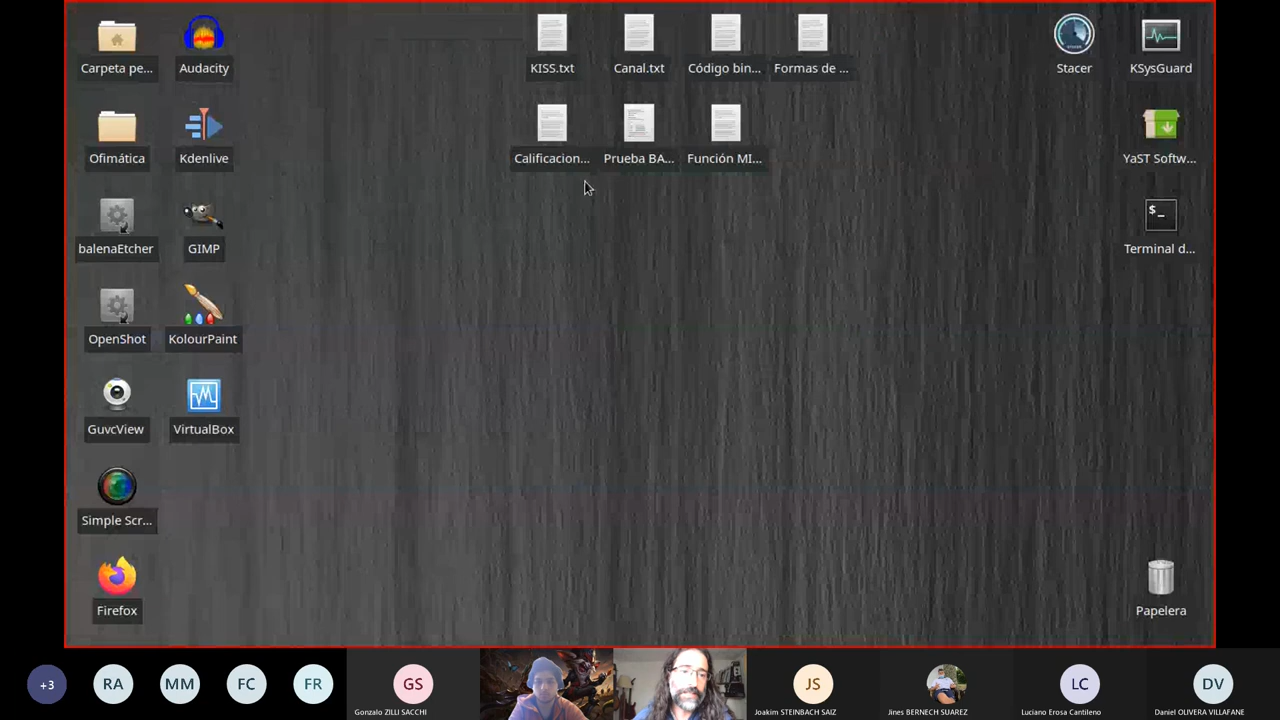 Carpeta pe...
Audacity
KISS.txt
Canal.txt
Código bin...
Formas de ...
Stacer
KSysGuard
Ofimática
Kdenlive
Calificacion...
Prueba BA...
Función MI...
YaST Softw...
balenaEtcher
GIMP
$_
Terminal d...
OpenShot
KolourPaint
GuvcView
VirtualBox
Simple Scr...
Firefox
Papelera
+3
RA
MM
FC
FR
GS
JS
LC
DV
Gonzalo ZILLI SACCHI
Joakim STEINBACH SAIZ
Jines BERNECH SUAREZ
Luciano Erosa Cantileno
Daniel OLIVERA VILLAFANE